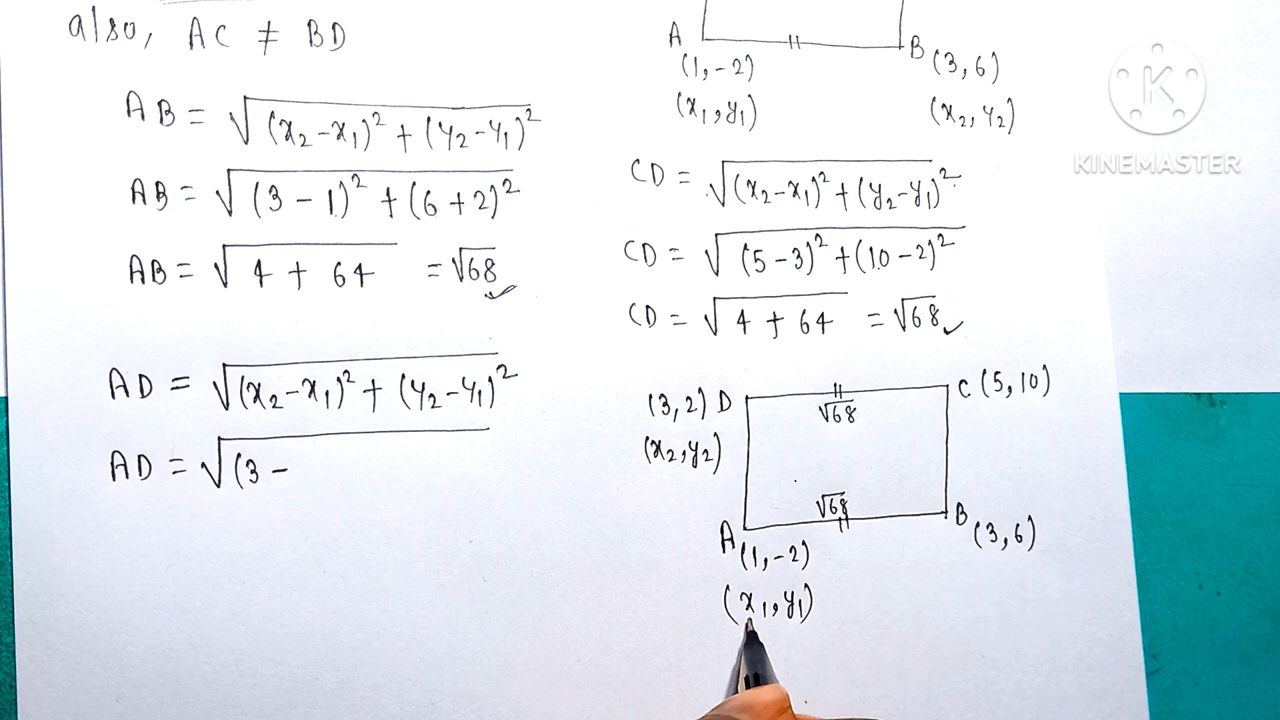 also, AC ≠ BD
AB = √(x₂-x₁)² + (y₂-y₁)²
AB = √(3-1)² + (6+2)²
AB = √4 + 64 = √68
AD = √(x₂-x₁)² + (y₂-y₁)²
AD = √(3-
A B (3,6)
(1,-2)
(x₁,y₁) (x₂,y₂)
CD = √(x₂-x₁)² + (y₂-y₁)²
CD = √(5-3)² + (10-2)²
CD = √4 + 64 = √68
(3,2) D √68 C (5,10)
(x₂,y₂)
√68
A B
(1,-2) (3,6)
(x₁,y₁)
K
KINEMASTER